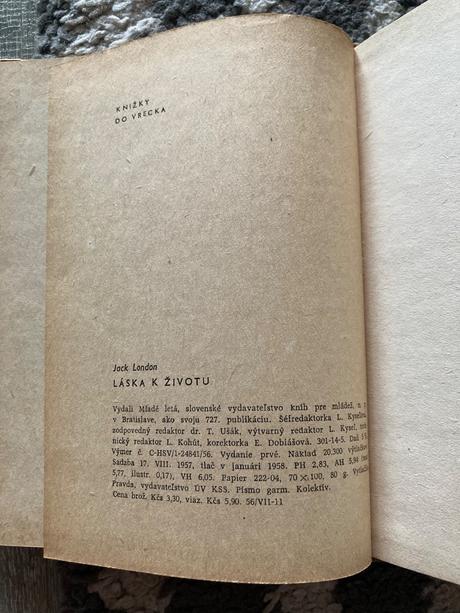 KNIŽKY
DO VRECKA
Jack London
LÁSKA K ŽIVOTU
Vydali Mladé letá, slovenské vydavateľstvo kníh pre mládež, n. p.
v Bratislave, ako svoju 727. publikáciu. Šéfredaktorka L. Kyseľová,
zodpovedný redaktor dr. T. Ušák, výtvarný redaktor L. Kysel,
nický redaktor L. Kohút, korektorka E. Dobiášová. 301-14-5.
Výmer č. C-HSV/1-24841/56. Vydanie prvé. Náklad 20.300
Sadzba 17. VIII. 1957, tlač v januári 1958. PH 2,83, AH 5,94
5,77, ilustr. 0,17), VH 6,05. Papier 222-04, 70×100, 80 g.
Pravda, vydavateľstvo ÚV KSS. Písmo garm. Kolektív.
Cena brož. Kčs 3,30, viaz. Kčs 5,90. 56/VII-11